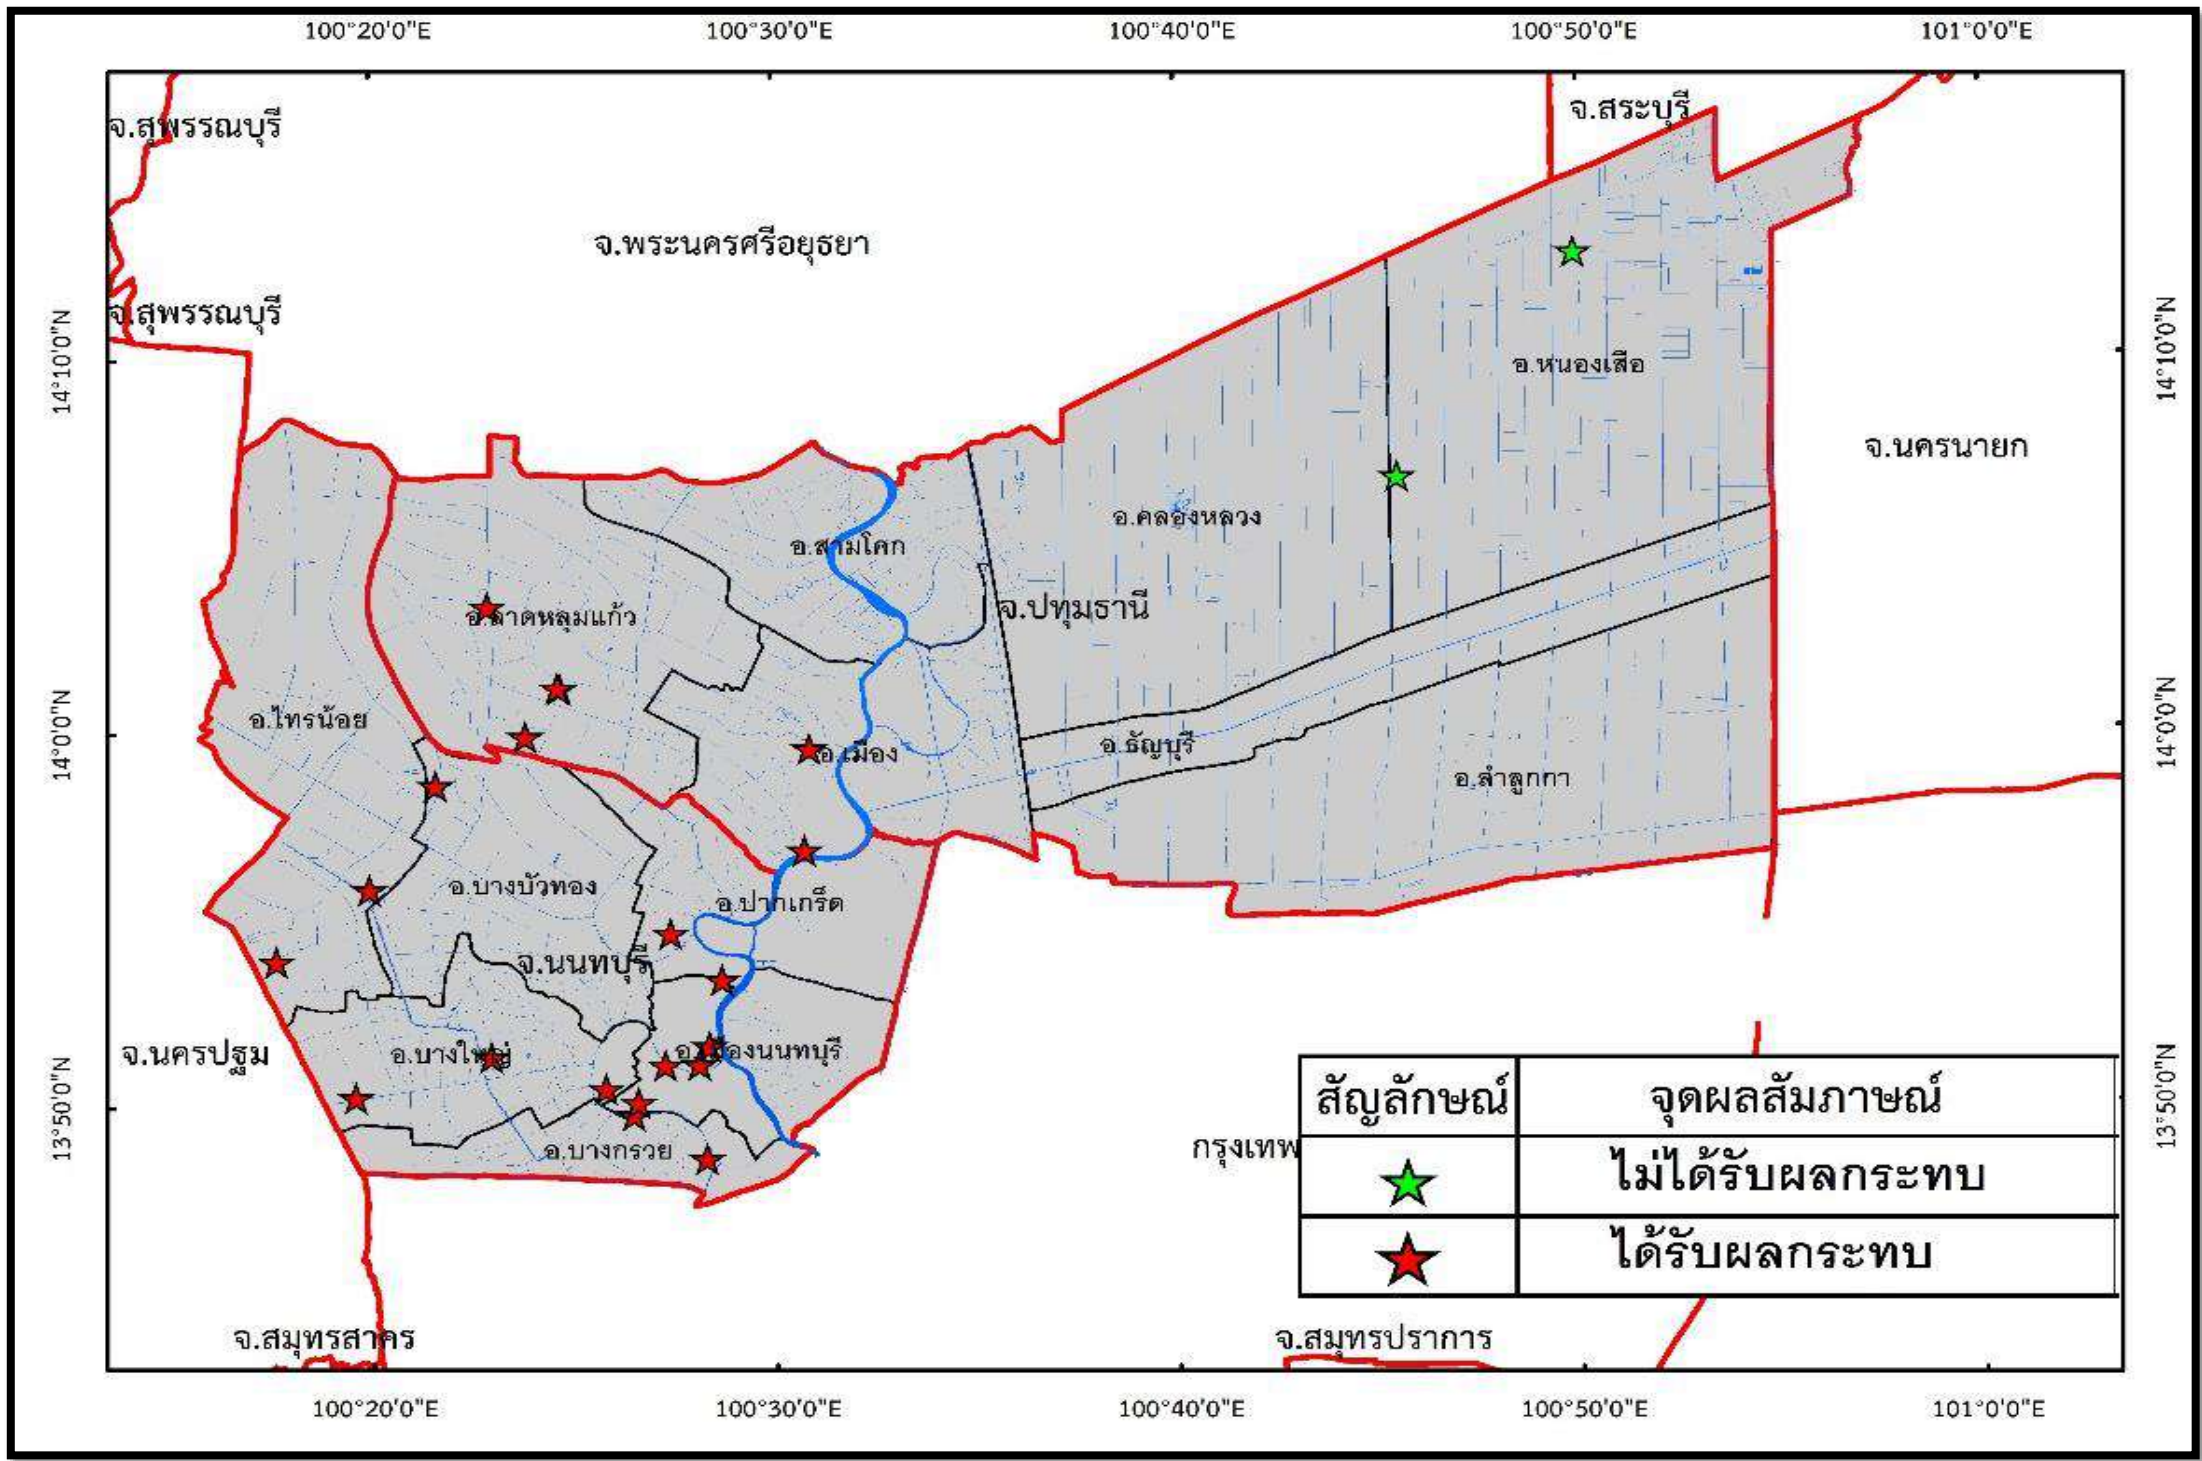 100°20'0"E 100°30'0"E 100°40'0"E 100°50'0"E 101°0'0"E
จ.สระบุรี
จ.สุพรรณบุรี
จ.พระนครศรีอยุธยา
จ.สุพรรณบุรี
14°10'0"N
14°10'0"N
อ.หนองเสือ
จ.นครนายก
อ.คลองหลวง
อ.สามโคก
จ.ปทุมธานี
อ.ลาดหลุมแก้ว
อ.ไทรน้อย
14°0'0"N
14°0'0"N
อ.ธัญบุรี
อ.เมือง
อ.ลำลูกกา
อ.บางบัวทอง
อ.ปากเกร็ด
จ.นนทบุรี
จ.นครปฐม
อ.บางใหญ่
อ.เมืองนนทบุรี
13°50'0"N
13°50'0"N
อ.บางกรวย
กรุงเทพ
สัญลักษณ์ จุดผลสัมภาษณ์
ไม่ได้รับผลกระทบ
ได้รับผลกระทบ
จ.สมุทรสาคร
จ.สมุทรปราการ
100°20'0"E 100°30'0"E 100°40'0"E 100°50'0"E 101°0'0"E